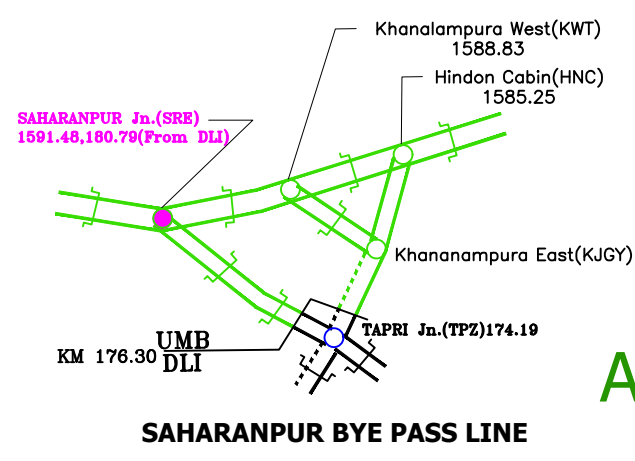 Khanalampura West(KWT)
1588.83
Hindon Cabin(HNC)
1585.25
SAHARANPUR Jn.(SRE)
1591.48,180.79(From DLI)
Khananampura East(KJGY)
TAPRI Jn.(TPZ)174.19
KM 176.30 UMB
DLI
A
SAHARANPUR BYE PASS LINE